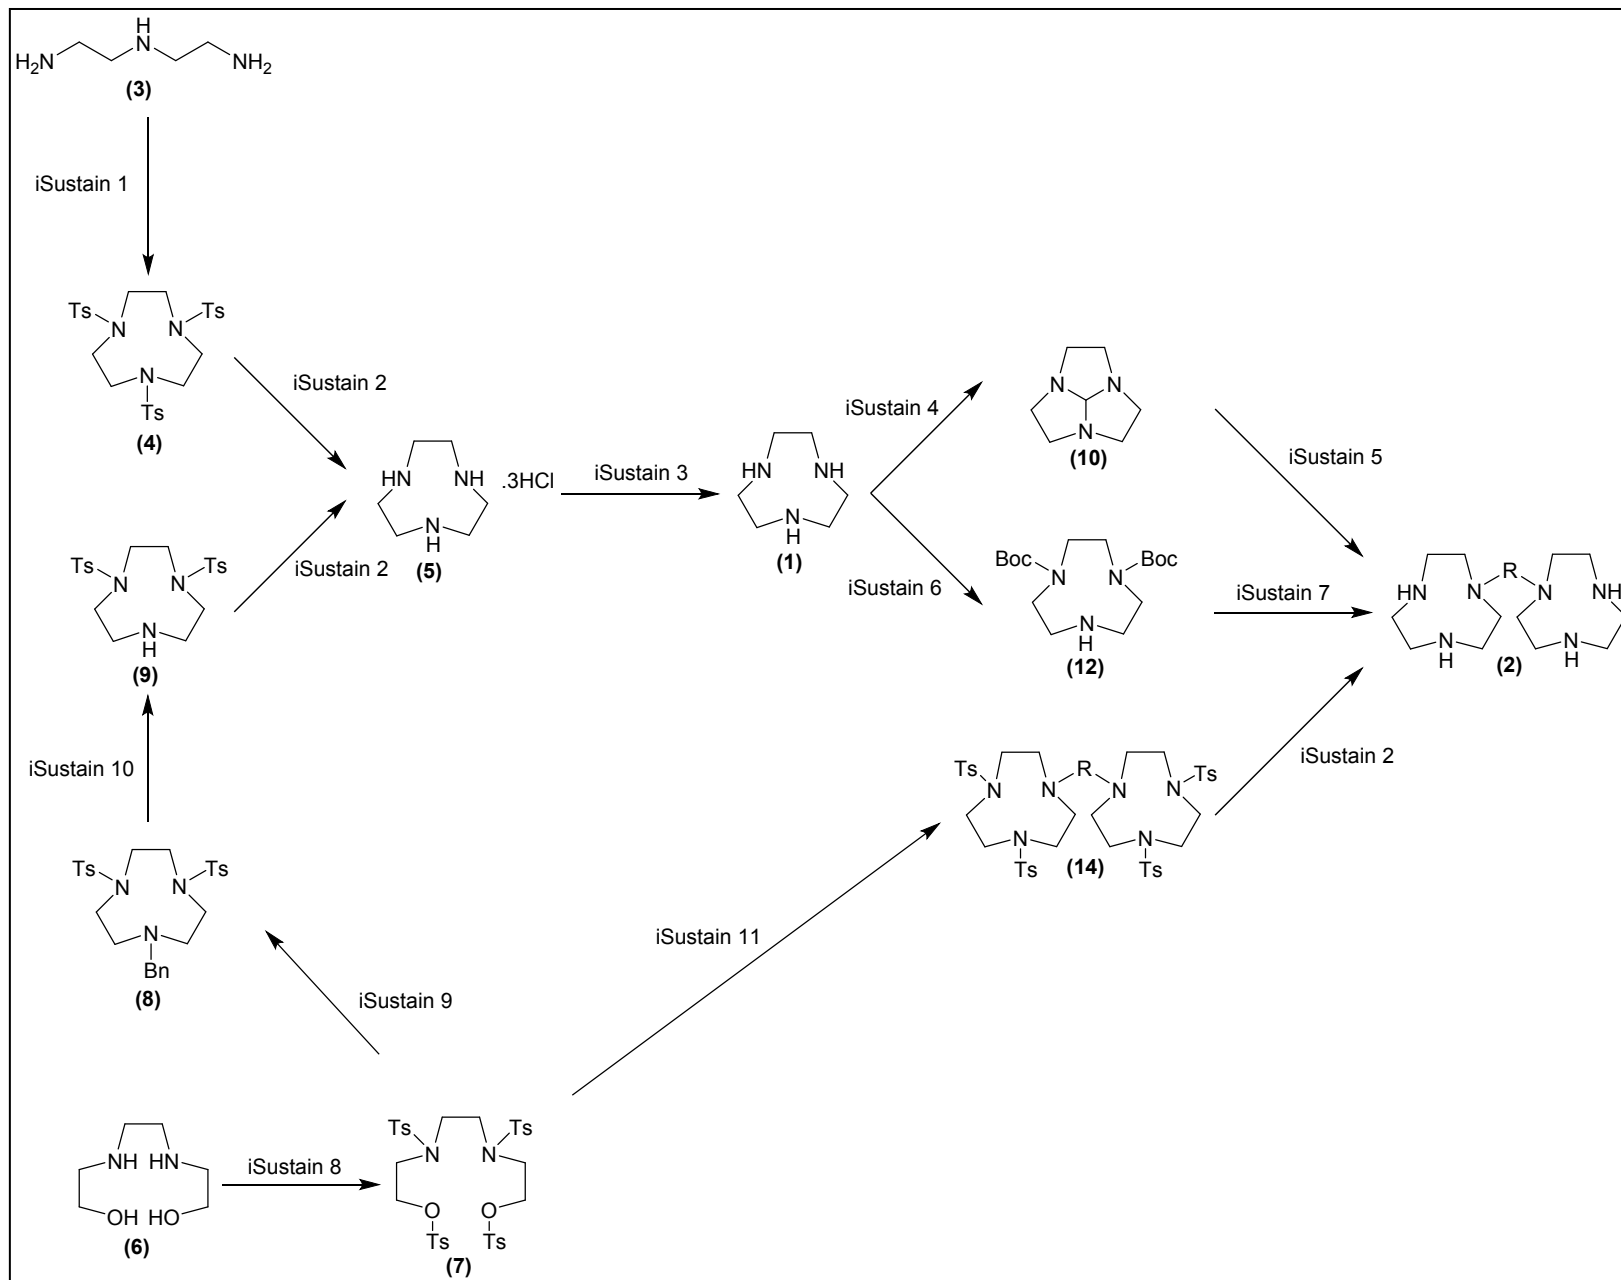 H
N
H₂N
NH₂
(3)
iSustain 1
Ts
Ts
N
N
N
Ts
(4)
iSustain 2
HN
NH
N
H
.3HCl
(5)
iSustain 3
HN
NH
N
H
(1)
iSustain 4
N
N
N
(10)
iSustain 5
Ts
Ts
N
N
N
H
(9)
iSustain 2
iSustain 6
Boc
Boc
N
N
N
H
(12)
iSustain 7
R
HN
N
N
NH
N
H
N
H
(2)
iSustain 10
Ts
Ts
N
N
N
Bn
(8)
R
Ts
N
N
N
N
Ts
N
Ts
N
Ts
(14)
iSustain 2
iSustain 11
iSustain 9
NH
HN
OH
HO
(6)
iSustain 8
Ts
Ts
N
N
O
O
Ts
Ts
(7)